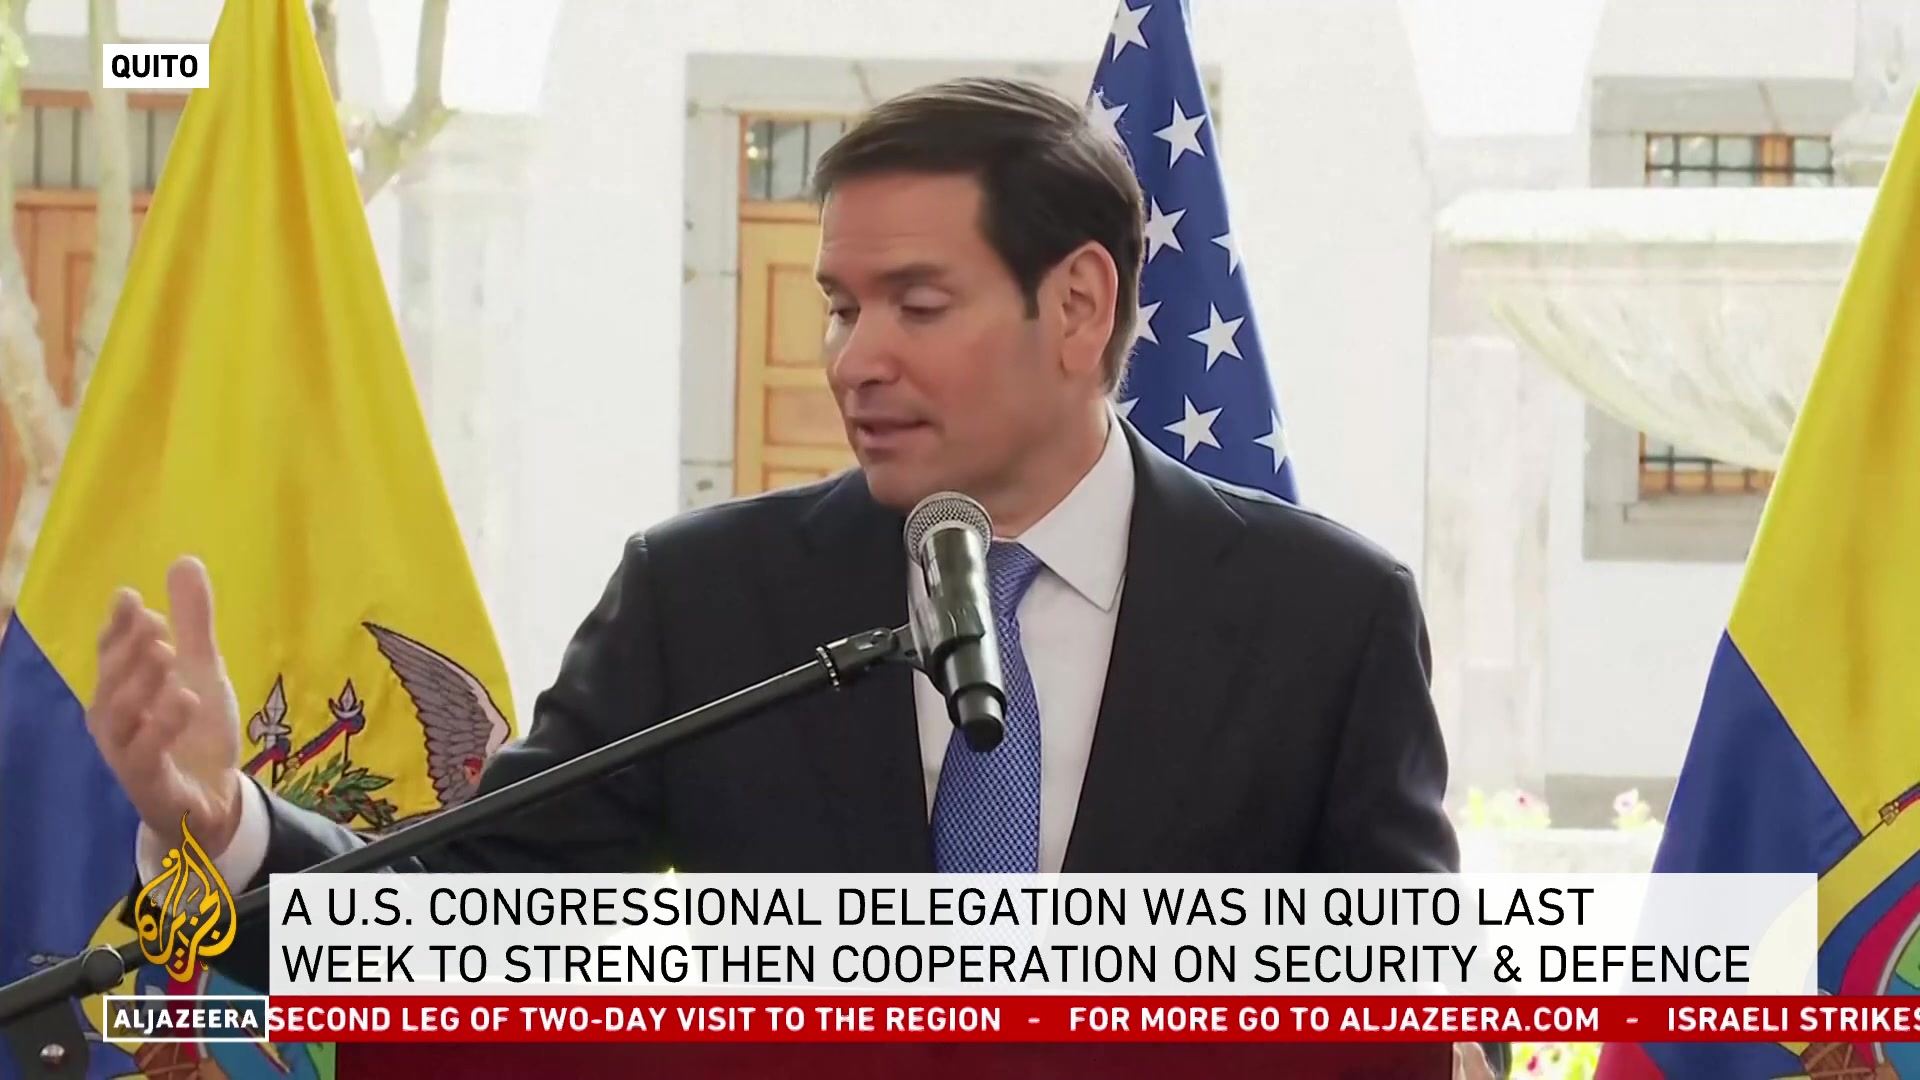 QUITO
A U.S. CONGRESSIONAL DELEGATION WAS IN QUITO LAST
WEEK TO STRENGTHEN COOPERATION ON SECURITY & DEFENCE
ALJAZEERA
SECOND LEG OF TWO-DAY VISIT TO THE REGION - FOR MORE GO TO ALJAZEERA.COM - ISRAELI STRIKES